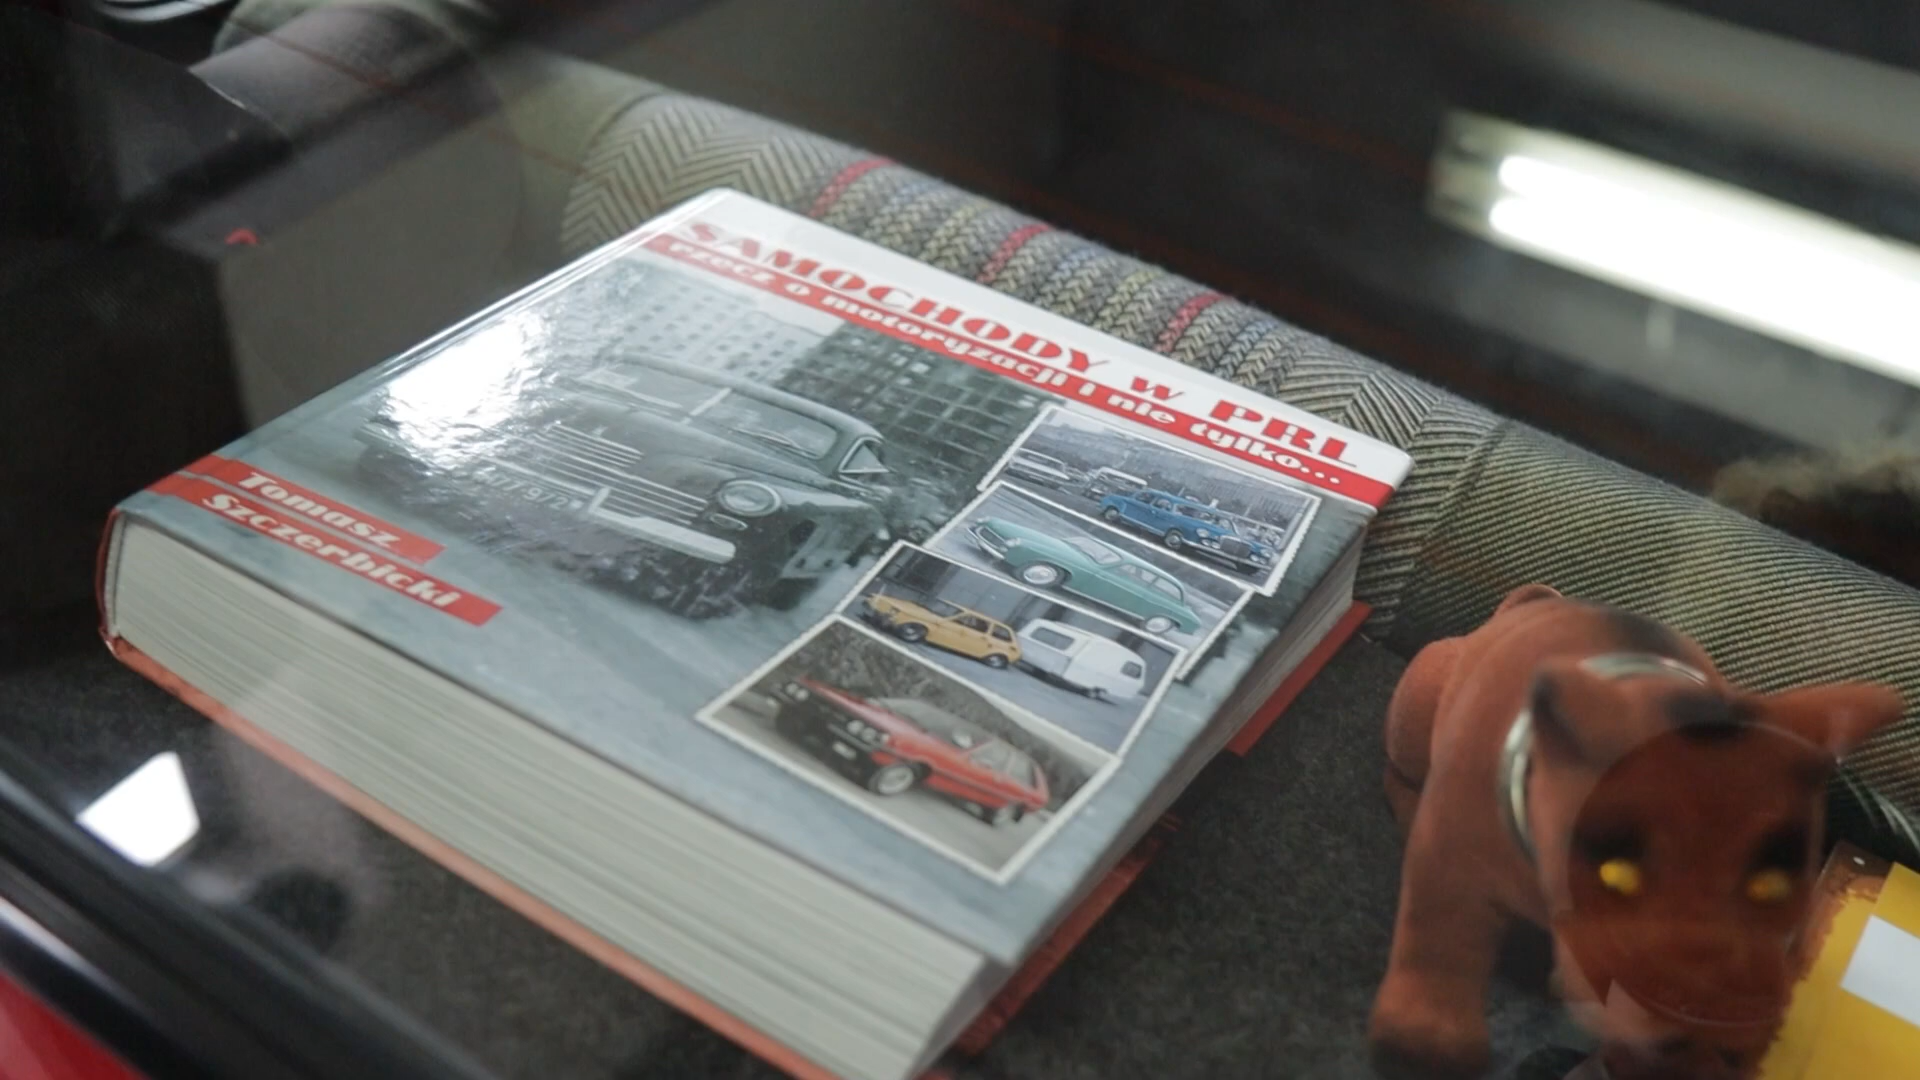 SAMOCHODY w PRL
rzecz o motoryzacji i nie tylko...
Tomasz
Szczerbicki